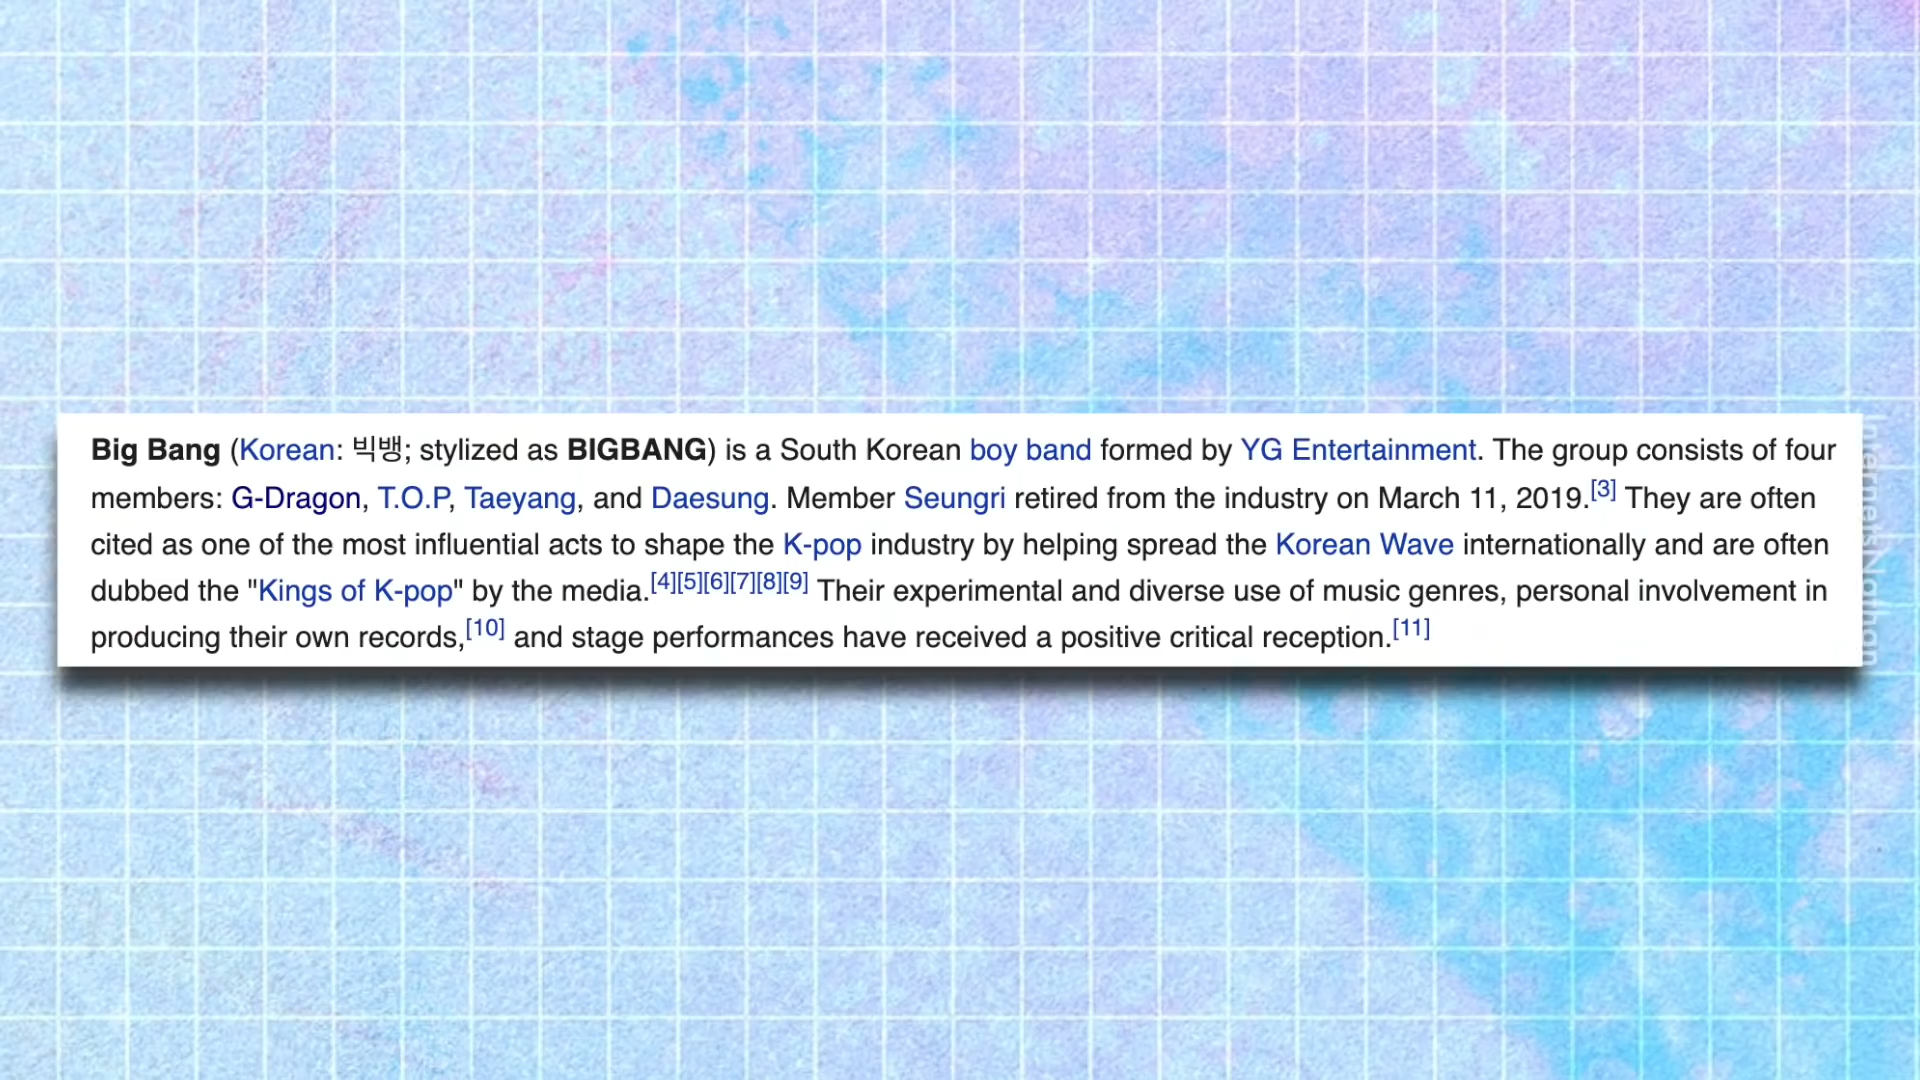 Big Bang (Korean: 빅뱅; stylized as BIGBANG) is a South Korean boy band formed by YG Entertainment. The group consists of four
members: G-Dragon, T.O.P, Taeyang, and Daesung. Member Seungri retired from the industry on March 11, 2019.[3] They are often
cited as one of the most influential acts to shape the K-pop industry by helping spread the Korean Wave internationally and are often
dubbed the "Kings of K-pop" by the media.[4][5][6][7][8][9] Their experimental and diverse use of music genres, personal involvement in
producing their own records,[10] and stage performances have received a positive critical reception.[11]
InternetsNathan